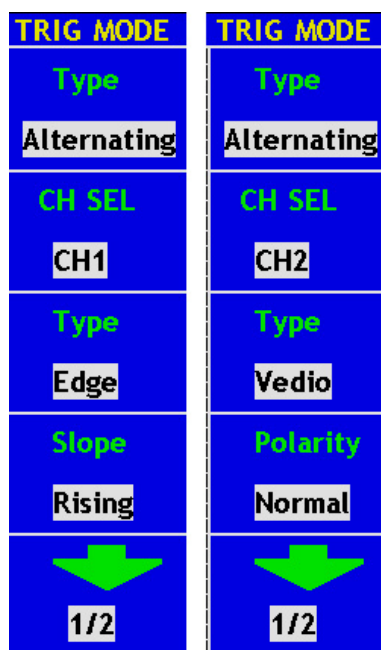 TRIG MODE
Type
Alternating
CH SEL
CH1
Type
Edge
Slope
Rising
1/2
TRIG MODE
Type
Alternating
CH SEL
CH2
Type
Vedio
Polarity
Normal
1/2